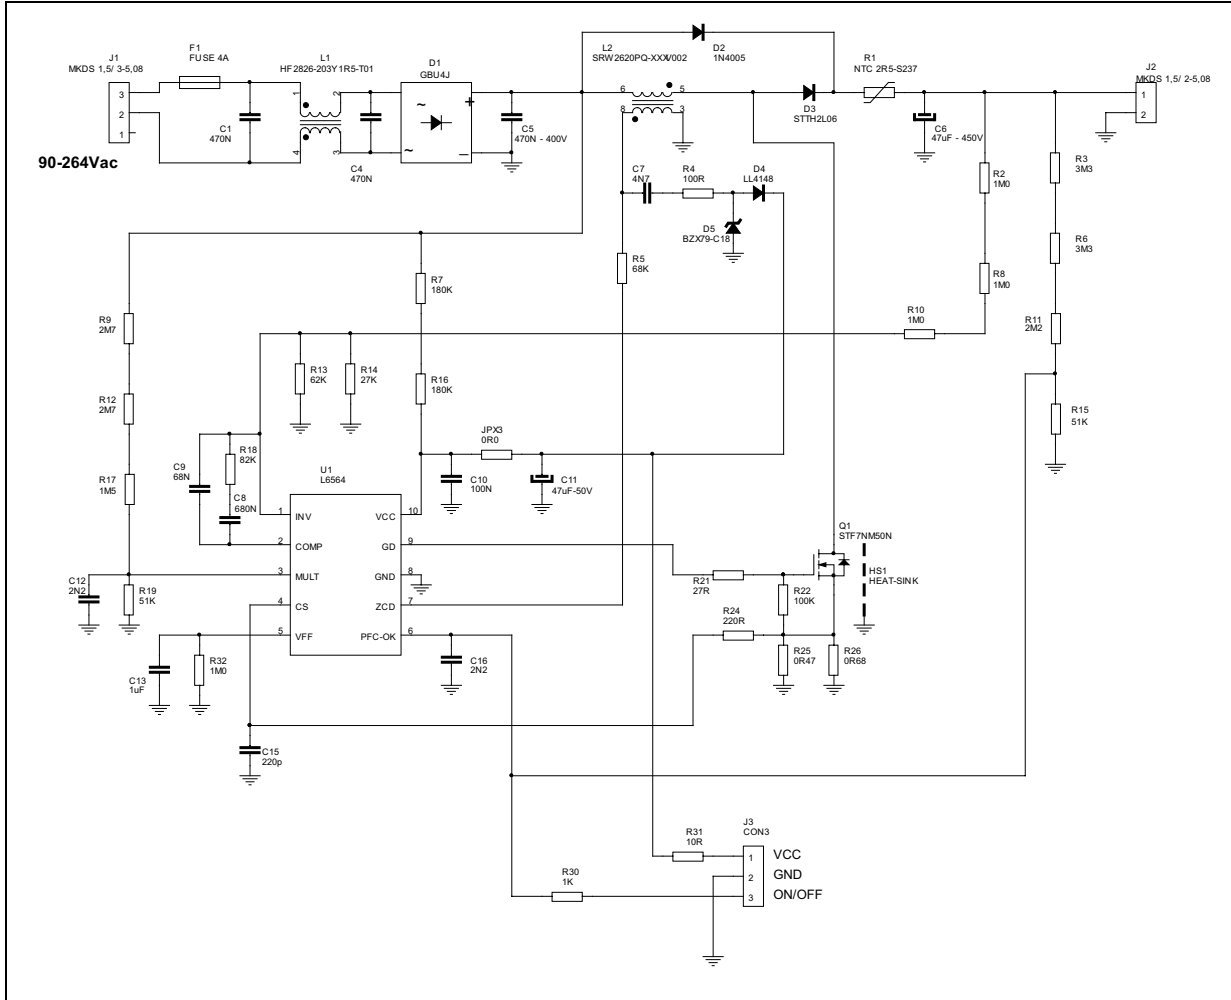 J1
MKDS 1,5/ 3-5,08
3
2
1
90-264Vac
F1
FUSE 4A
C1
470N
L1
HF2826-203Y1R5-T01
1
2
4
3
C4
470N
D1
GBU4J
~
+
~
–
C5
470N - 400V
L2
SRW2620PQ-XXXV002
6
5
8
3
D2
1N4005
D3
STTH2L06
R1
NTC 2R5-S237
C6
47uF - 450V
J2
MKDS 1,5/ 2-5,08
1
2
R2
1M0
R3
3M3
C7
4N7
R4
100R
D4
LL4148
D5
BZX79-C18
R5
68K
R6
3M3
R8
1M0
R7
180K
R9
2M7
R10
1M0
R11
2M2
R13
62K
R14
27K
R16
180K
R12
2M7
R15
51K
JPX3
0R0
R17
1M5
C9
68N
R18
82K
C8
680N
C10
100N
C11
47uF-50V
U1
L6564
1
INV
VCC
10
2
COMP
GD
9
3
MULT
GND
8
4
CS
ZCD
7
5
VFF
PFC-OK
6
C12
2N2
R19
51K
Q1
STF7NM50N
HS1
HEAT-SINK
R21
27R
R22
100K
R24
220R
R25
0R47
R26
0R68
C13
1uF
R32
1M0
C16
2N2
C15
220p
R31
10R
R30
1K
J3
CON3
1
VCC
2
GND
3
ON/OFF